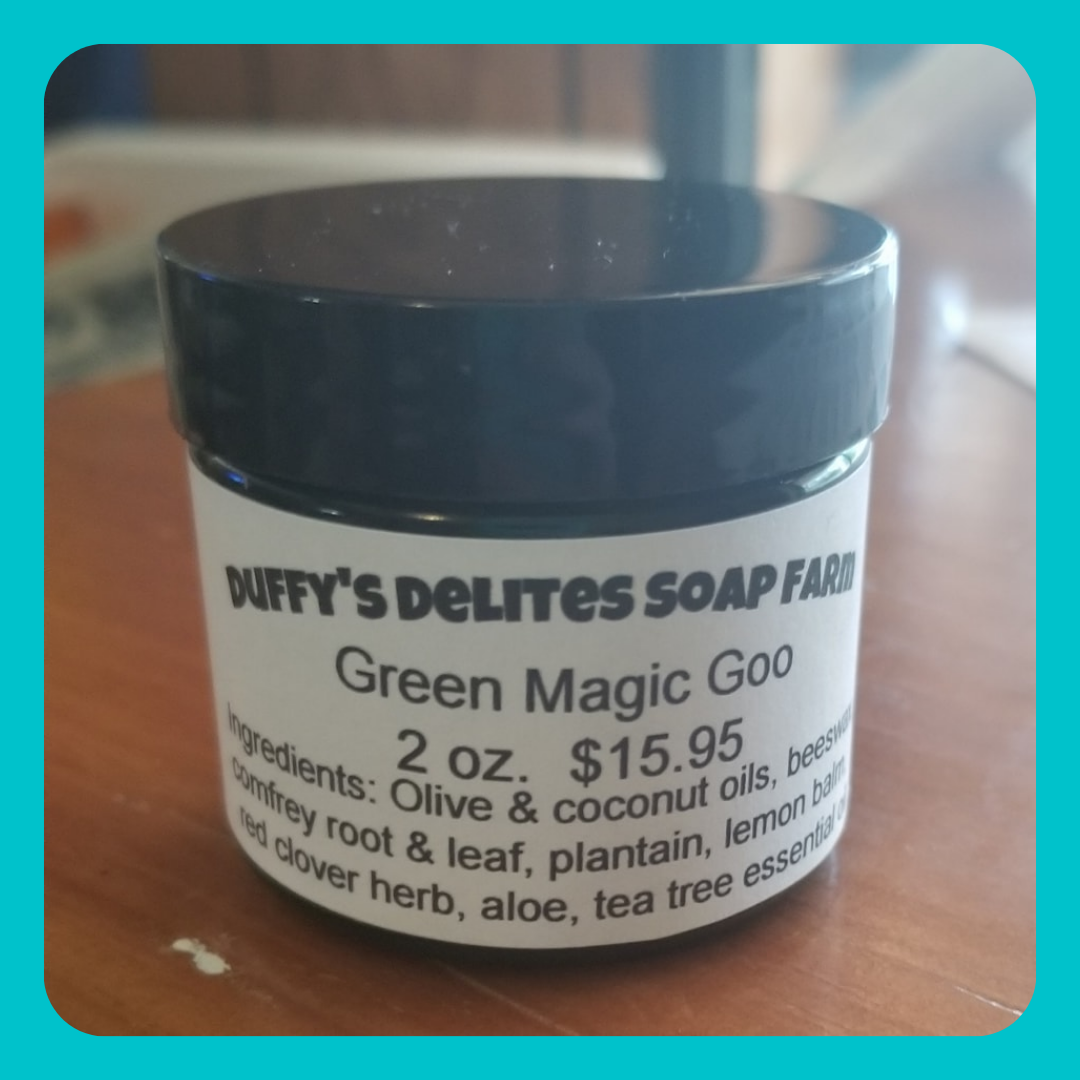 DUFFY'S DELITES SOAP FARM
Green Magic Goo
2 oz. $15.95
Ingredients: Olive & coconut oils, beeswax
comfrey root & leaf, plantain, lemon balm,
red clover herb, aloe, tea tree essential